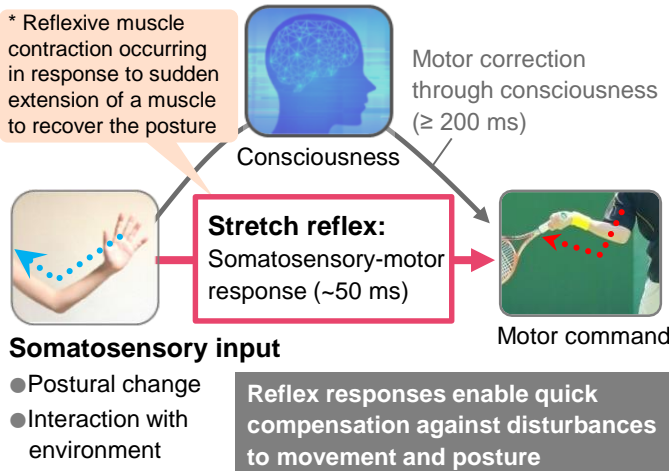 * Reflexive muscle
contraction occurring
in response to sudden
extension of a muscle
to recover the posture
Consciousness
Motor correction
through consciousness
(≥ 200 ms)
Stretch reflex:
Somatosensory-motor
response (~50 ms)
Motor command
Somatosensory input
●Postural change
●Interaction with
environment
Reflex responses enable quick
compensation against disturbances
to movement and posture